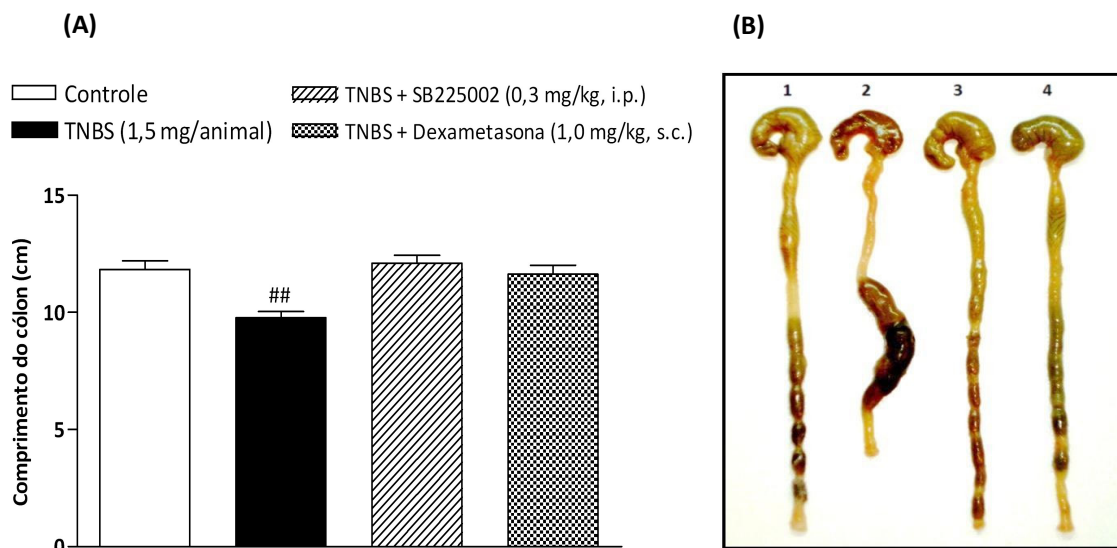 (A)
(B)
Controle
TNBS + SB225002 (0,3 mg/kg, i.p.)
TNBS (1,5 mg/animal)
TNBS + Dexametasona (1,0 mg/kg, s.c.)
Comprimento do cólon (cm)
15
10
5
0
##
1 2 3 4